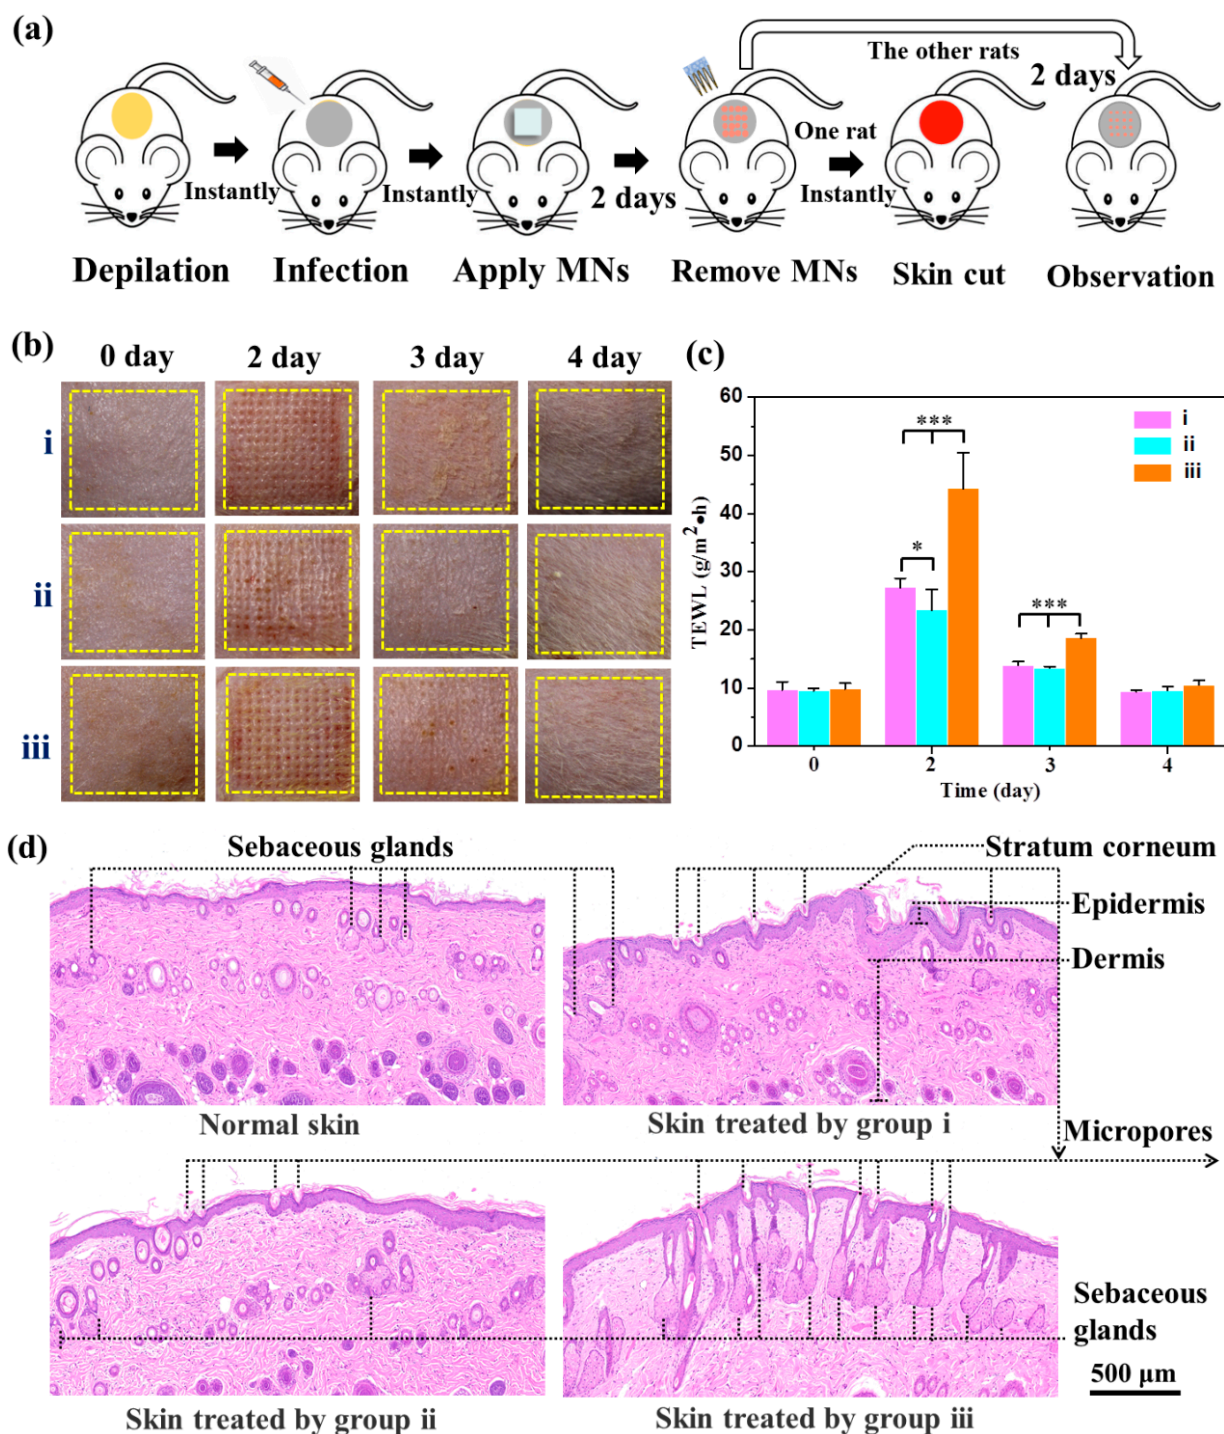 (a)
The other rats
2 days
One rat
Instantly
Instantly
2 days
Instantly
Depilation
Infection
Apply MNs
Remove MNs
Skin cut
Observation
(b)
0 day
2 day
3 day
4 day
i
ii
iii
(c)
60
50
40
30
20
10
0
TEWL (g/m²•h)
***
*
***
i
ii
iii
0
2
3
4
Time (day)
(d)
Sebaceous glands
Stratum corneum
Epidermis
Dermis
Normal skin
Skin treated by group i
Micropores
Sebaceous
glands
500 μm
Skin treated by group ii
Skin treated by group iii